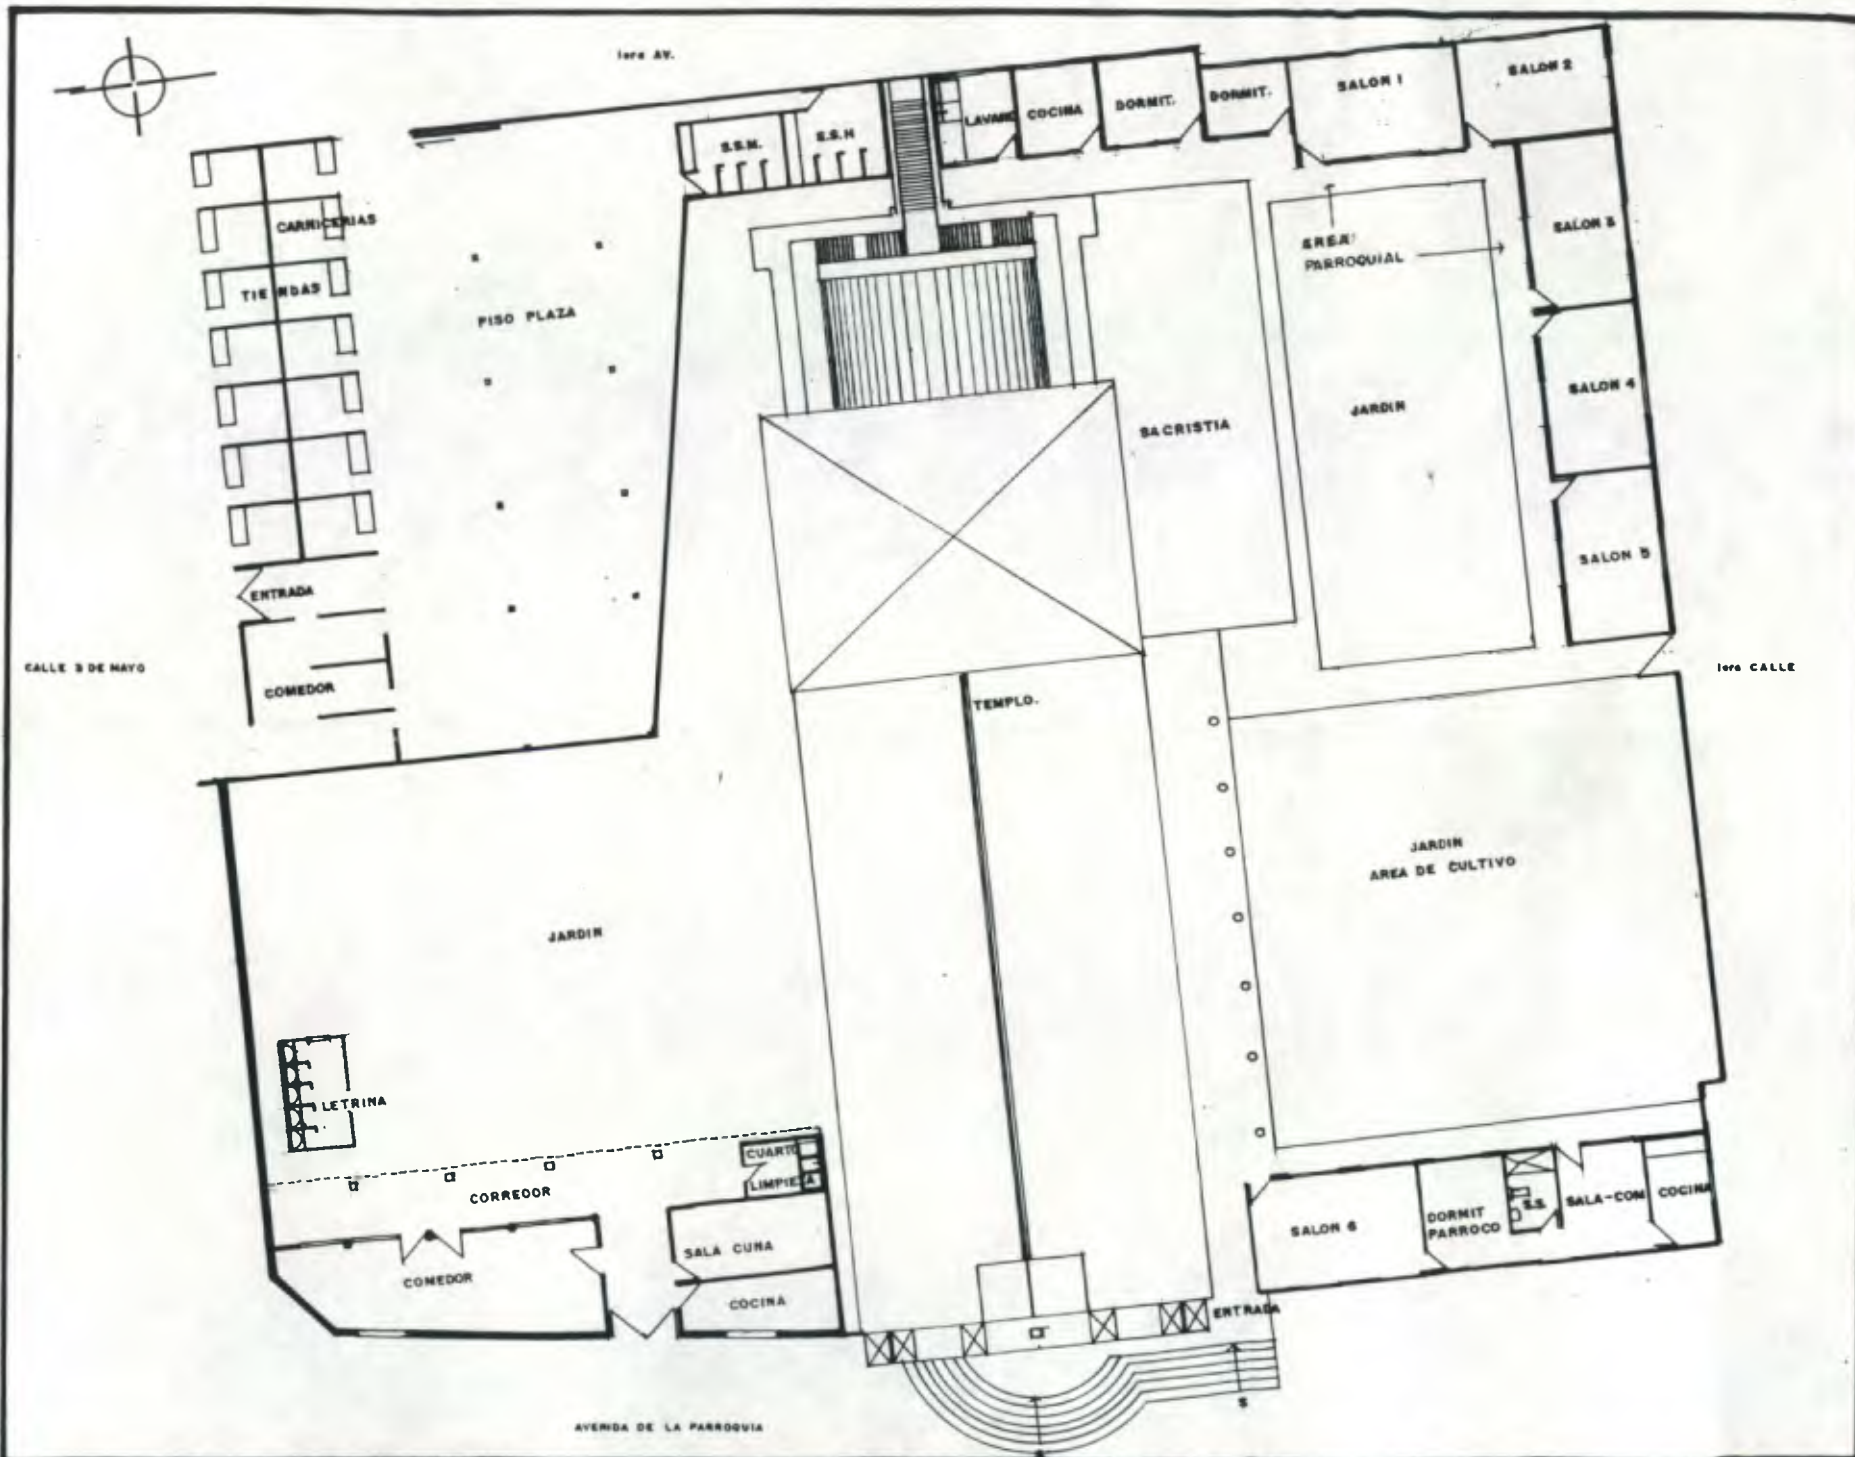 1era AV.
SALON 2
SALON 1
DORMIT.
DORMIT.
COCINA
LAVAND
S.S.H
S.S.M.
CARNICERIAS
SALON 3
AREA
PARROQUIAL
TIENDAS
PISO PLAZA
SALON 4
JARDIN
SACRISTIA
SALON 5
ENTRADA
CALLE 3 DE MAYO
1era CALLE
COMEDOR
TEMPLO.
JARDIN
AREA DE CULTIVO
JARDIN
LETRINA
CUARTO
LIMPIEZA
CORREDOR
SALA-COM
COCINA
S.S.
DORMIT
PARROCO
SALON 6
SALA CUNA
COMEDOR
COCINA
ENTRADA
S
AVENIDA DE LA PARROQUIA